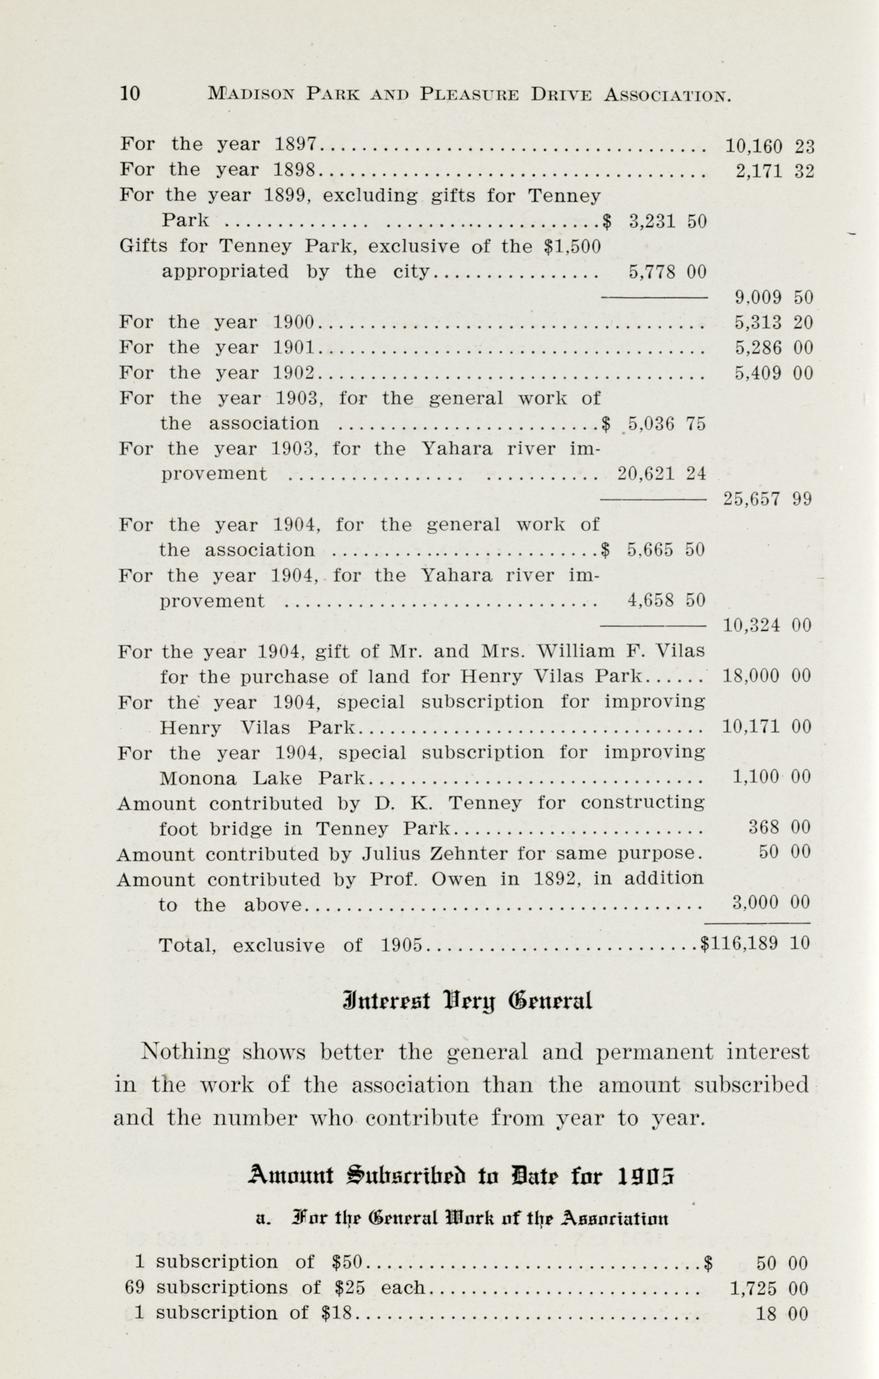 10 MADISON PARK AND PLEASURE DRIVE ASSOCIATION.
For the year 1897.................................... 10,160 23
For the year 1898.................................... 2,171 32
For the year 1899, excluding gifts for Tenney
Park .............. ....................$ 3,231 50
Gifts for Tenney Park, exclusive of the $1,500
appropriated by the city................ 5,778 00
9,009 50
For the year 1900.................................... 5,313 20
For the year 1901.................................... 5,286 00
For the year 1902.................................... 5,409 00
For the year 1903, for the general work of
the association .........................$ 5,036 75
For the year 1903, for the Yahara river im-
provement ................. ........... 20,621 24
25,657 99
For the year 1904, for the general work of
the association .........................$ 5,665 50
For the year 1904, for the Yahara river im-
provement .............................. 4,658 50
10,324 00
For the year 1904, gift of Mr. and Mrs. William F. Vilas
for the purchase of land for Henry Vilas Park...... 18,000 00
For the year 1904, special subscription for improving
Henry Vilas Park................................. 10,171 00
For the year 1904, special subscription for improving
Monona Lake Park................................ 1,100 00
Amount contributed by D. K. Tenney for constructing
foot bridge in Tenney Park........................ 368 00
Amount contributed by Julius Zehnter for same purpose. 50 00
Amount contributed by Prof. Owen in 1892, in addition
to the above...................................... 3,000 00
Total, exclusive of 1905..........................$116,189 10
Interest Very General
Nothing shows better the general and permanent interest
in the work of the association than the amount subscribed
and the number who contribute from year to year.
Amount Subscribed to Date for 1905
a. For the General Work of the Association
1 subscription of $50................................$ 50 00
69 subscriptions of $25 each.......................... 1,725 00
1 subscription of $18................................. 18 00